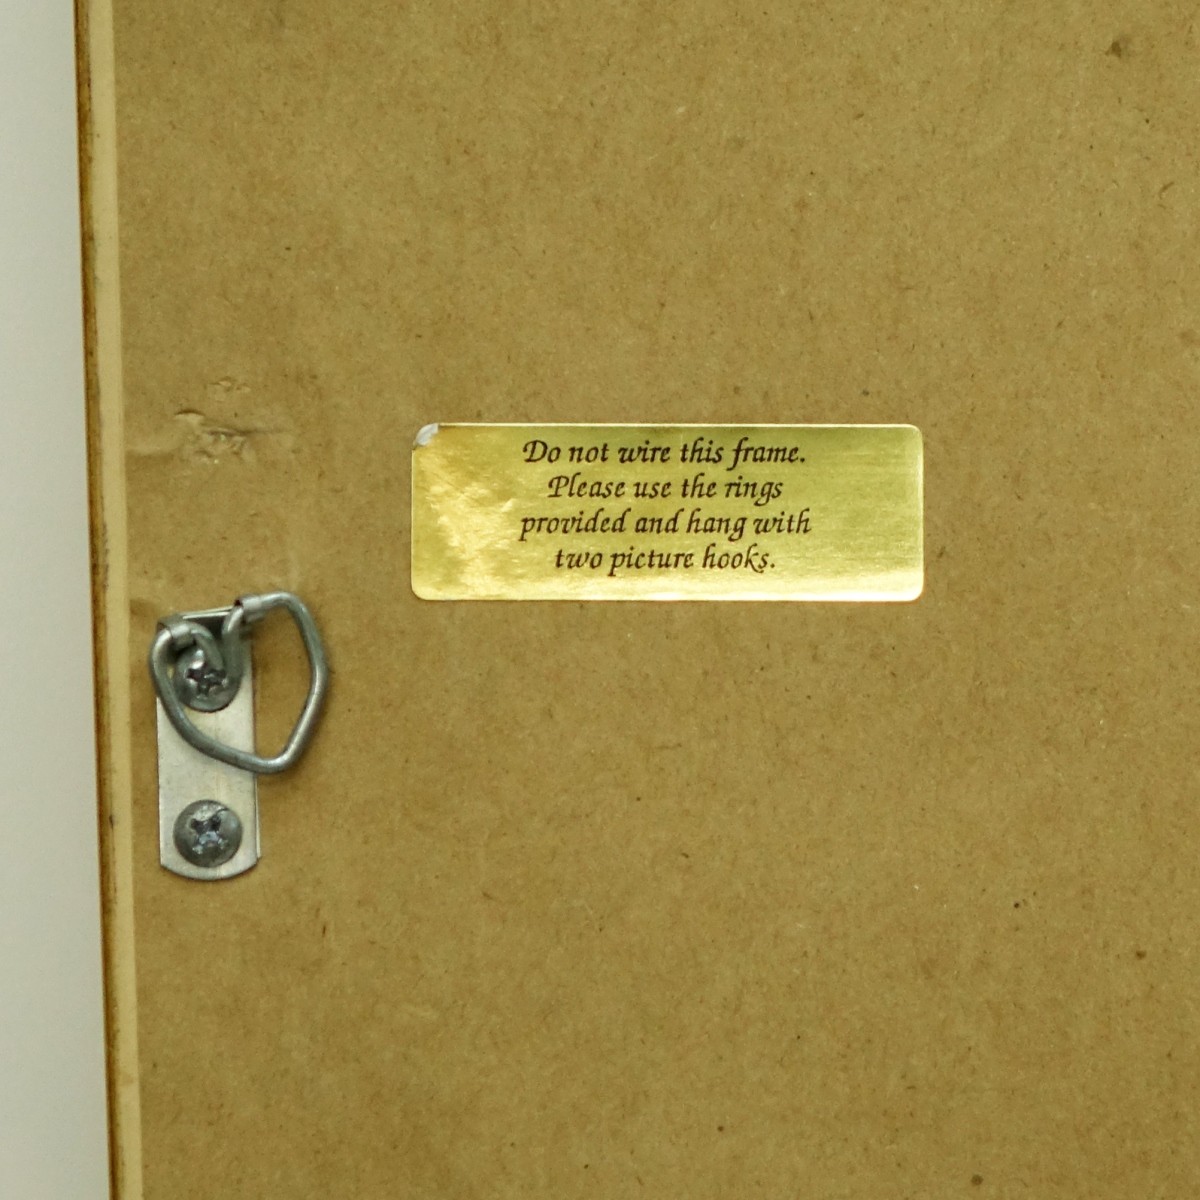 Do not wire this frame.
Please use the rings
provided and hang with
two picture hooks.